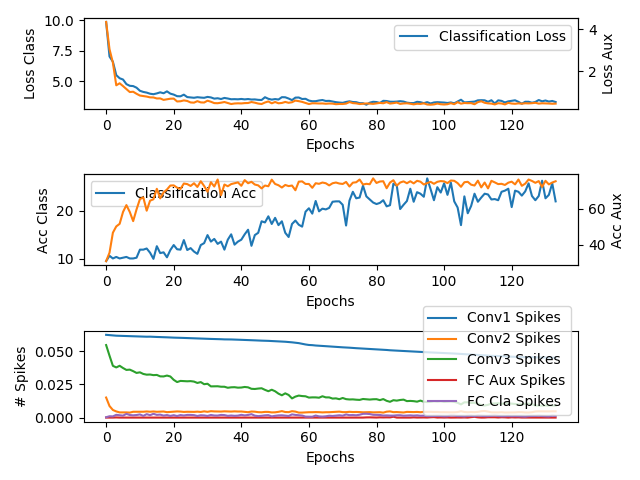 10.0
7.5
5.0
Loss Class
Classification Loss
4
2
Loss Aux
0 20 40 60 80 100 120
Epochs
20
10
Acc Class
Classification Acc
60
40
Acc Aux
0 20 40 60 80 100 120
Epochs
0.050
0.025
0.000
# Spikes
Conv1 Spikes
Conv2 Spikes
Conv3 Spikes
FC Aux Spikes
FC Cla Spikes
0 20 40 60 80 100 120
Epochs